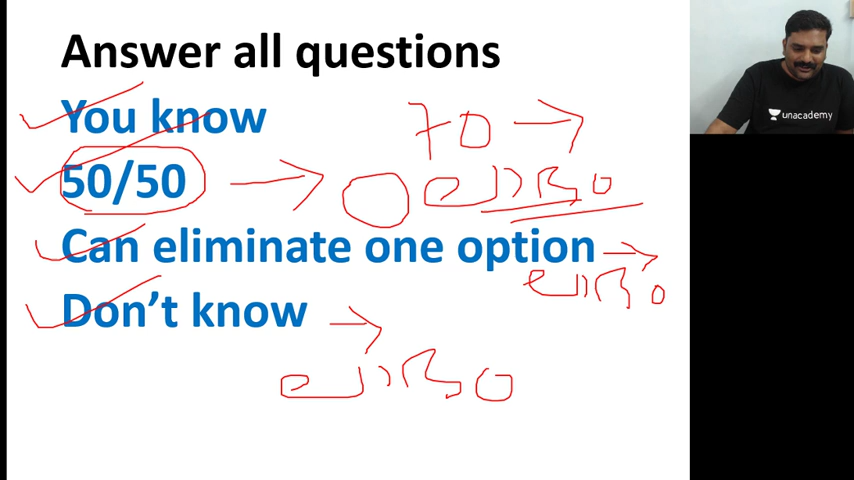 Answer all questions
You know
70 →
50/50 → ലാഭം
Can eliminate one option →
ലാഭം
Don’t know →
ലാഭം
unacademy